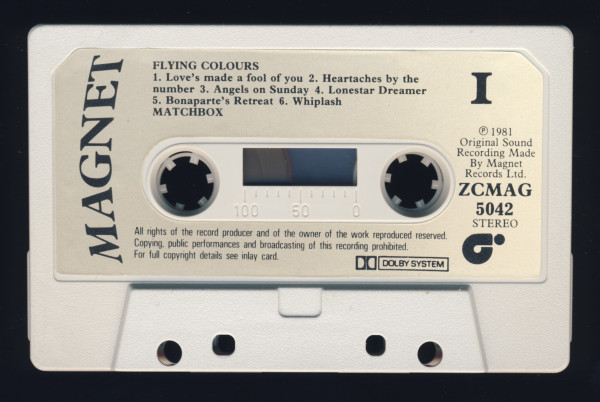 MAGNET
FLYING COLOURS
1. Love's made a fool of you 2. Heartaches by the
number 3. Angels on Sunday 4. Lonestar Dreamer
5. Bonaparte's Retreat 6. Whiplash
MATCHBOX
I
℗ 1981
Original Sound
Recording Made
By Magnet
Records Ltd.
ZCMAG
5042
STEREO
100 50 0
All rights of the record producer and of the owner of the work reproduced reserved.
Copying, public performances and broadcasting of this recording prohibited.
For full copyright details see inlay card.
DOLBY SYSTEM